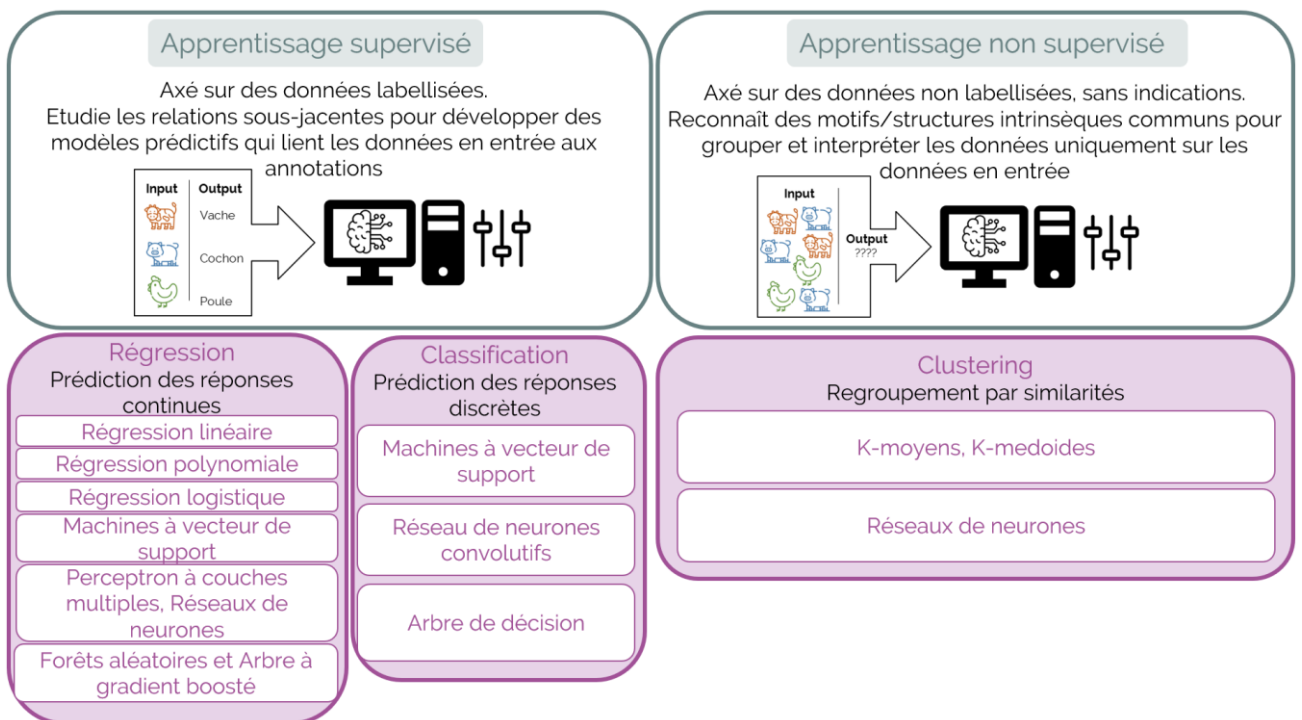 Apprentissage supervisé
Axé sur des données labellisées.
Etudie les relations sous-jacentes pour développer des
modèles prédictifs qui lient les données en entrée aux
annotations
Input Output
Vache
Cochon
Poule
Apprentissage non supervisé
Axé sur des données non labellisées, sans indications.
Reconnaît des motifs/structures intrinsèques communs pour
grouper et interpréter les données uniquement sur les
données en entrée
Input
Output
????
Régression
Prédiction des réponses
continues
Régression linéaire
Régression polynomiale
Régression logistique
Machines à vecteur de
support
Perceptron à couches
multiples, Réseaux de
neurones
Forêts aléatoires et Arbre à
gradient boosté
Classification
Prédiction des réponses
discrètes
Machines à vecteur de
support
Réseau de neurones
convolutifs
Arbre de décision
Clustering
Regroupement par similarités
K-moyens, K-medoides
Réseaux de neurones